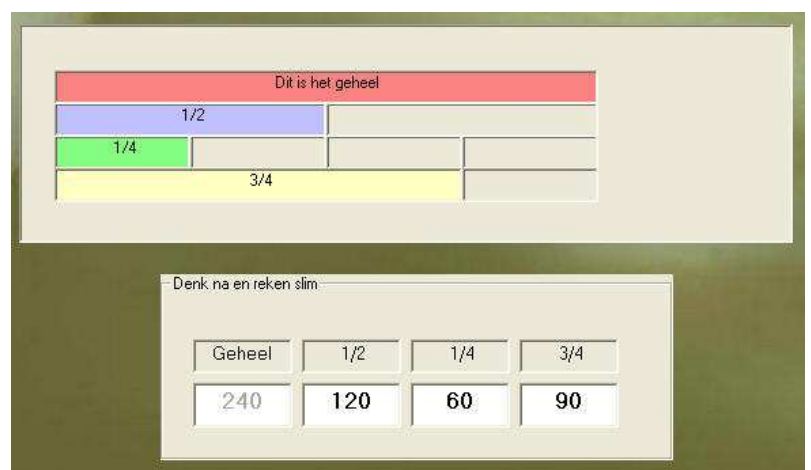 Dit is het geheel
1/2
1/4
3/4
Denk na en reken slim
Geheel 1/2 1/4 3/4
240 120 60 90